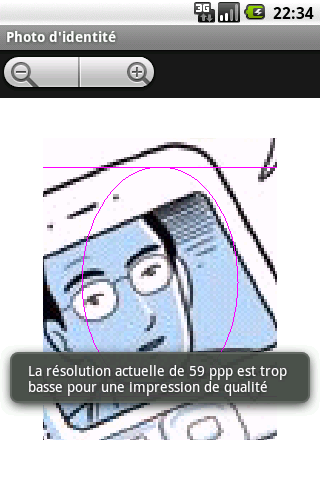 3G 22:34
Photo d'identité
La résolution actuelle de 59 ppp est trop
basse pour une impression de qualité